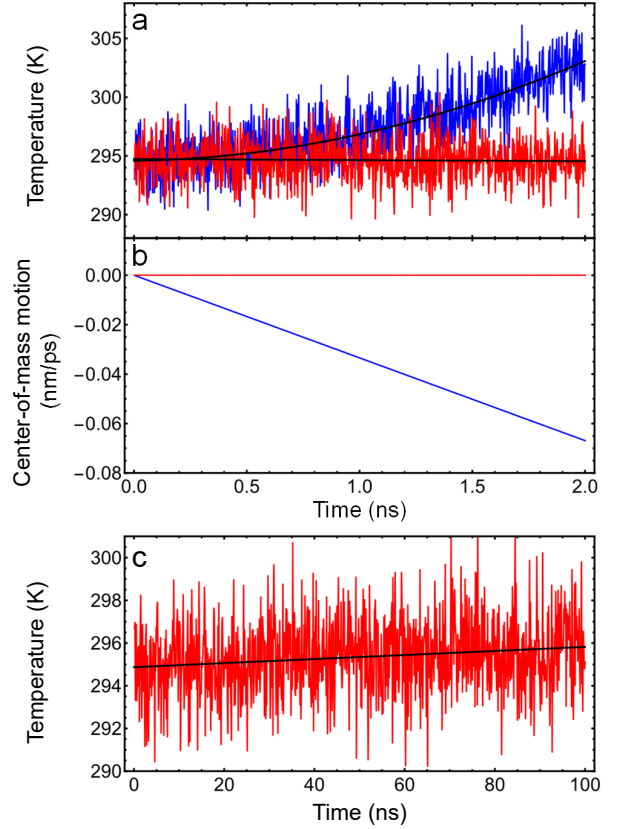 a
305
300
295
290
Temperature (K)
b
0.00
−0.02
−0.04
−0.06
−0.08
Center-of-mass motion
(nm/ps)
0.0 0.5 1.0 1.5 2.0
Time (ns)
c
300
298
296
294
292
290
Temperature (K)
0 20 40 60 80 100
Time (ns)